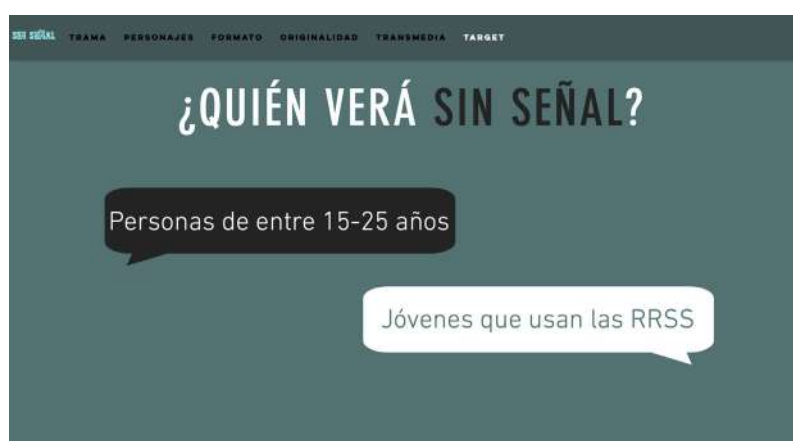 SIN SEÑAL TRAMA PERSONAJES FORMATO ORIGINALIDAD TRANSMEDIA TARGET
¿QUIÉN VERÁ SIN SEÑAL?
Personas de entre 15-25 años
Jóvenes que usan las RRSS